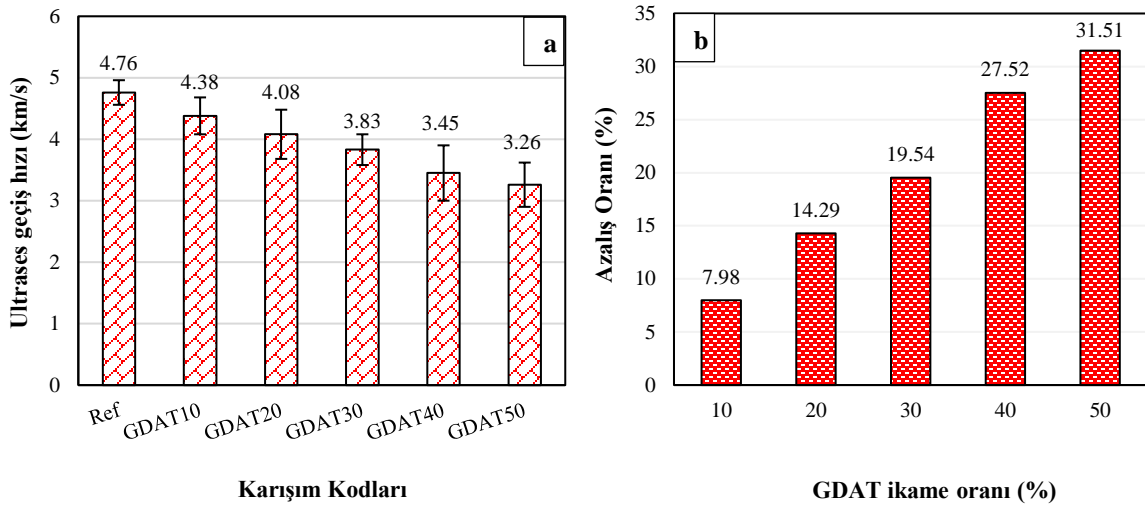 a
6
5
4
3
2
1
0
Ultrases geçiş hızı (km/s)
4.76
4.38
4.08
3.83
3.45
3.26
Ref
GDAT10
GDAT20
GDAT30
GDAT40
GDAT50
Karışım Kodları
b
35
30
25
20
15
10
5
0
Azalış Oranı (%)
7.98
14.29
19.54
27.52
31.51
10
20
30
40
50
GDAT ikame oranı (%)